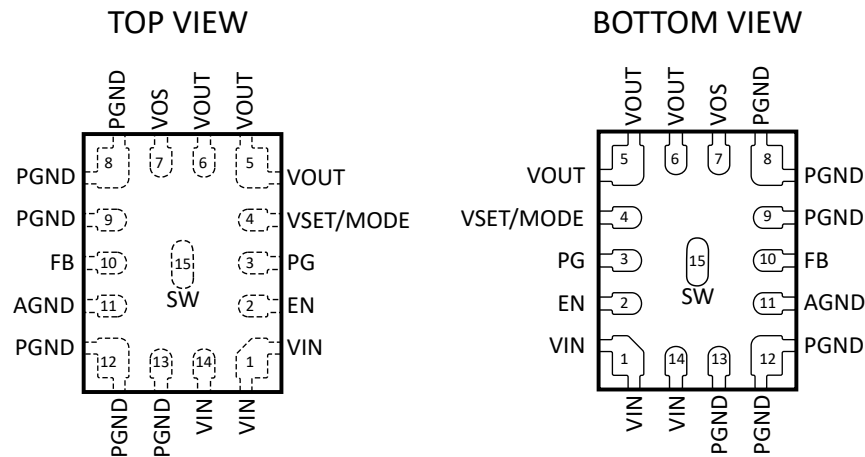 TOP VIEW
PGND
VOS
VOUT
VOUT
8
7
6
5
PGND
VOUT
PGND
9
4
VSET/MODE
FB
10
15
3
PG
SW
AGND
11
2
EN
PGND
VIN
12
13
14
1
PGND
PGND
VIN
VIN
BOTTOM VIEW
VOUT
VOUT
VOS
PGND
5
6
7
8
VOUT
PGND
VSET/MODE
4
9
PGND
PG
3
15
10
FB
SW
EN
2
11
AGND
VIN
PGND
1
14
13
12
VIN
VIN
PGND
PGND